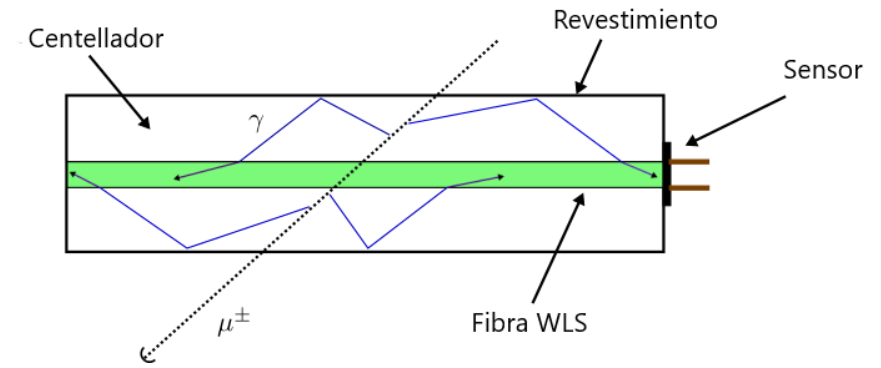 Revestimiento
Centellador
Sensor
γ
μ±
Fibra WLS